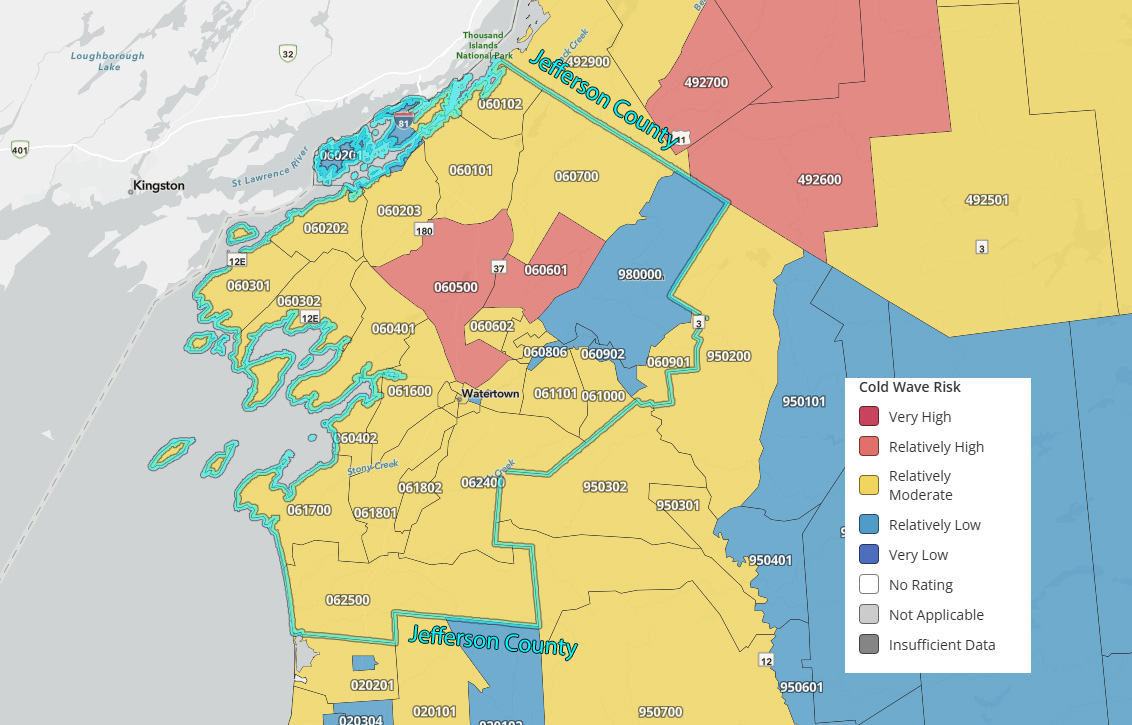 Thousand
Islands
National Park
Loughborough
Lake
32
ck Creek
492900
Jefferson County
492700
060102
81
401
11
St Lawrence River
Kingston
060101
060700
492600
492501
060203
180
060202
3
12E
37
060601
980000
060500
060301
060302
12E
060401
060602
3
060806
060902
060901
950200
Cold Wave Risk
Very High
Relatively High
Relatively
Moderate
Relatively Low
Very Low
No Rating
Not Applicable
Insufficient Data
061600
Watertown
061101
061000
950101
060402
Stony Creek
Creek
062400
061802
950302
950301
061700
061801
950401
062500
Jefferson County
12
020201
950601
020304
020101
020102
950700